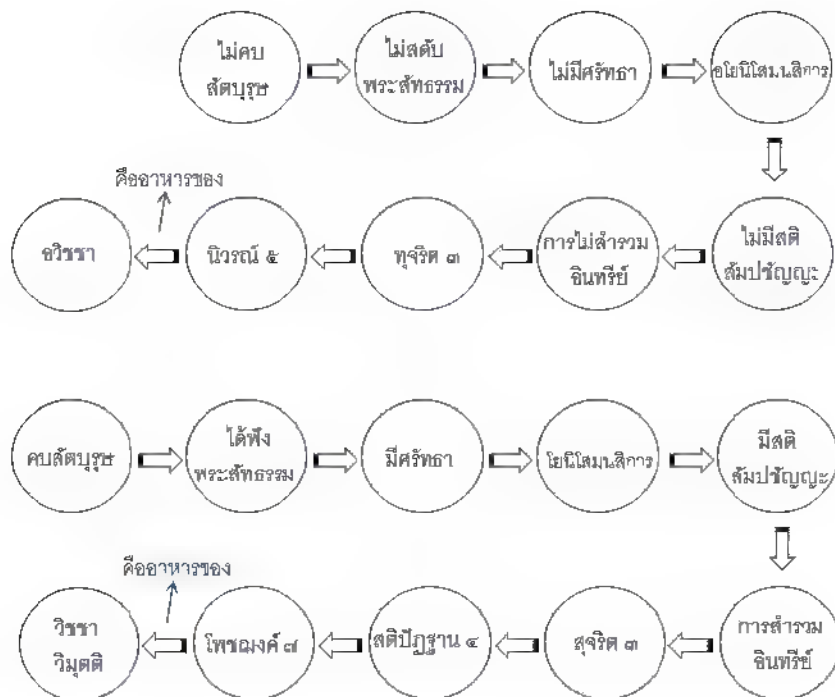 ไม่คบ
สัตบุรุษ
ไม่สดับ
พระสัทธรรม
ไม่มีศรัทธา
อโยนิโสมนสิการ
ไม่มีสติ
สัมปชัญญะ
การไม่สำรวม
อินทรีย์
ทุจริต ๓
นิวรณ์ ๕
คืออาหารของ
อวิชชา
คบสัตบุรุษ
ได้ฟัง
พระสัทธรรม
มีศรัทธา
โยนิโสมนสิการ
มีสติ
สัมปชัญญะ
การสำรวม
อินทรีย์
สุจริต ๓
สติปัฏฐาน ๔
โพชฌงค์ ๗
คืออาหารของ
วิชชา
วิมุตติ